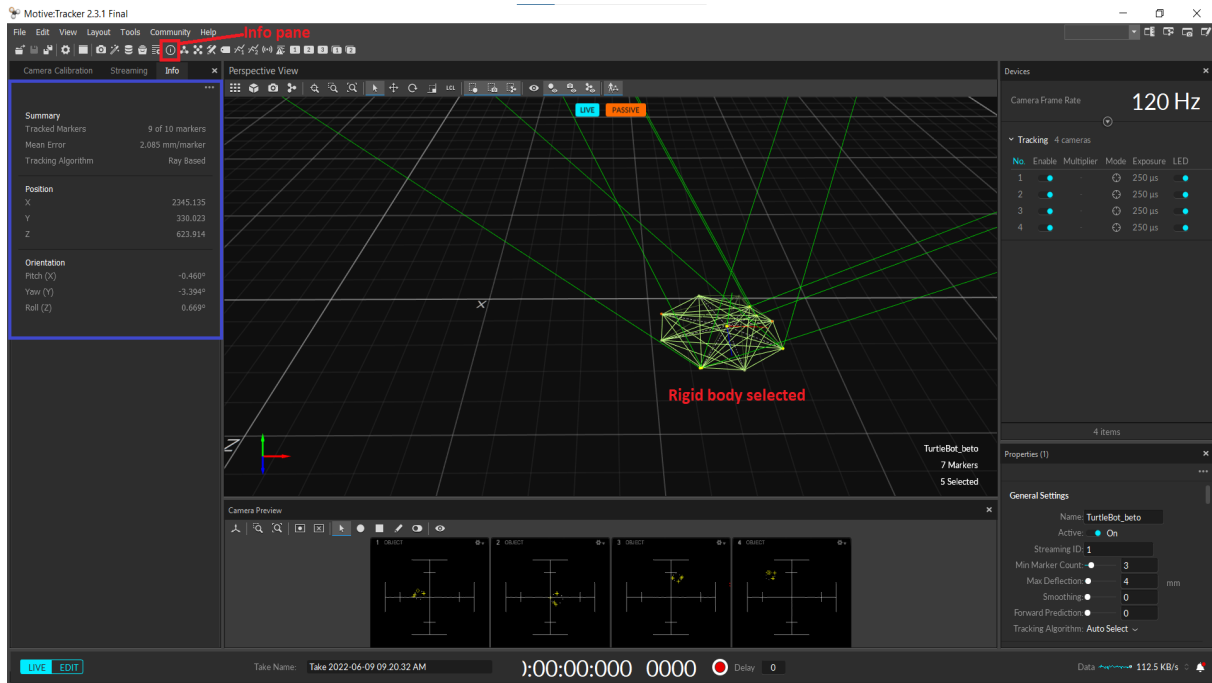 Motive:Tracker 2.3.1 Final
File Edit View Layout Tools Community Help
Info pane
Camera Calibration Streaming Info
Summary
Tracked Markers 9 of 10 markers
Mean Error 2.085 mm/marker
Tracking Algorithm Ray Based
Position
X 2345.135
Y 330.023
Z 623.914
Orientation
Pitch (X) -0.460°
Yaw (Y) -3.394°
Roll (Z) 0.669°
Perspective View
LCL
LIVE PASSIVE
X
Rigid body selected
Z
TurtleBot_beto
7 Markers
5 Selected
Camera Preview
1 OBJECT 2 OBJECT 3 OBJECT 4 OBJECT
Devices
Camera Frame Rate 120 Hz
Tracking 4 cameras
No. Enable Multiplier Mode Exposure LED
1 - 250 µs
2 - 250 µs
3 - 250 µs
4 - 250 µs
4 items
Properties (1)
General Settings
Name: TurtleBot_beto
Active: On
Streaming ID: 1
Min Marker Count: 3
Max Deflection: 4 mm
Smoothing: 0
Forward Prediction: 0
Tracking Algorithm: Auto Select
LIVE EDIT
Take Name: Take 2022-06-09 09.20.32 AM
):00:00:000 0000
Delay 0
Data 112.5 KB/s